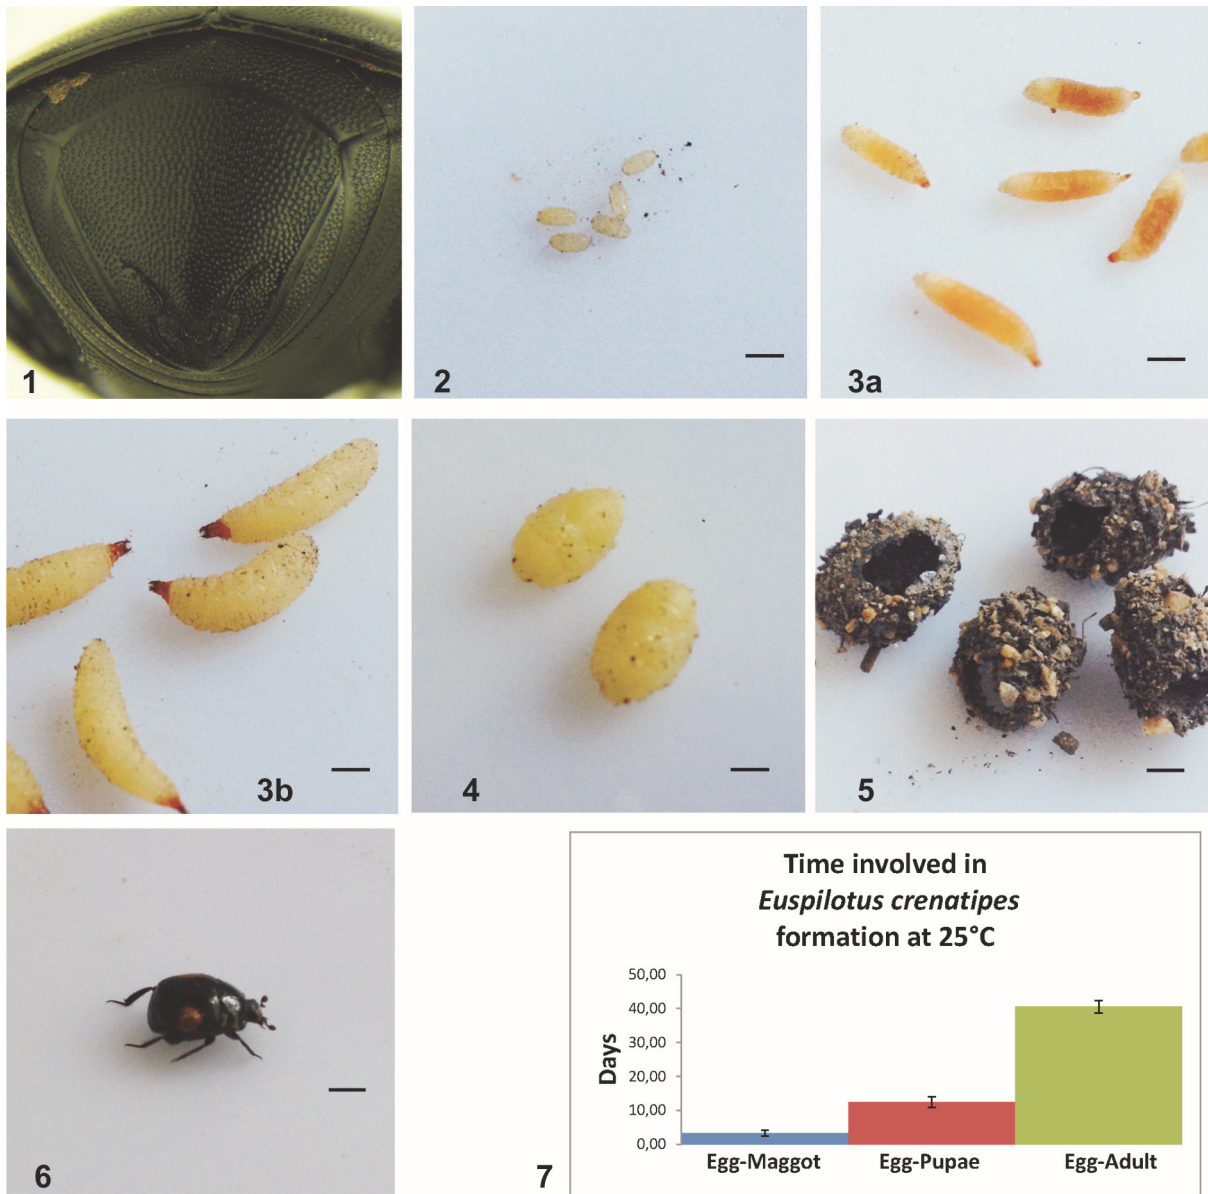 1
2
3a
3b
4
5
6
7
Time involved in
Euspilotus crenatipes
formation at 25°C
50,00
40,00
30,00
20,00
10,00
0,00
Days
Egg-Maggot Egg-Pupae Egg-Adult